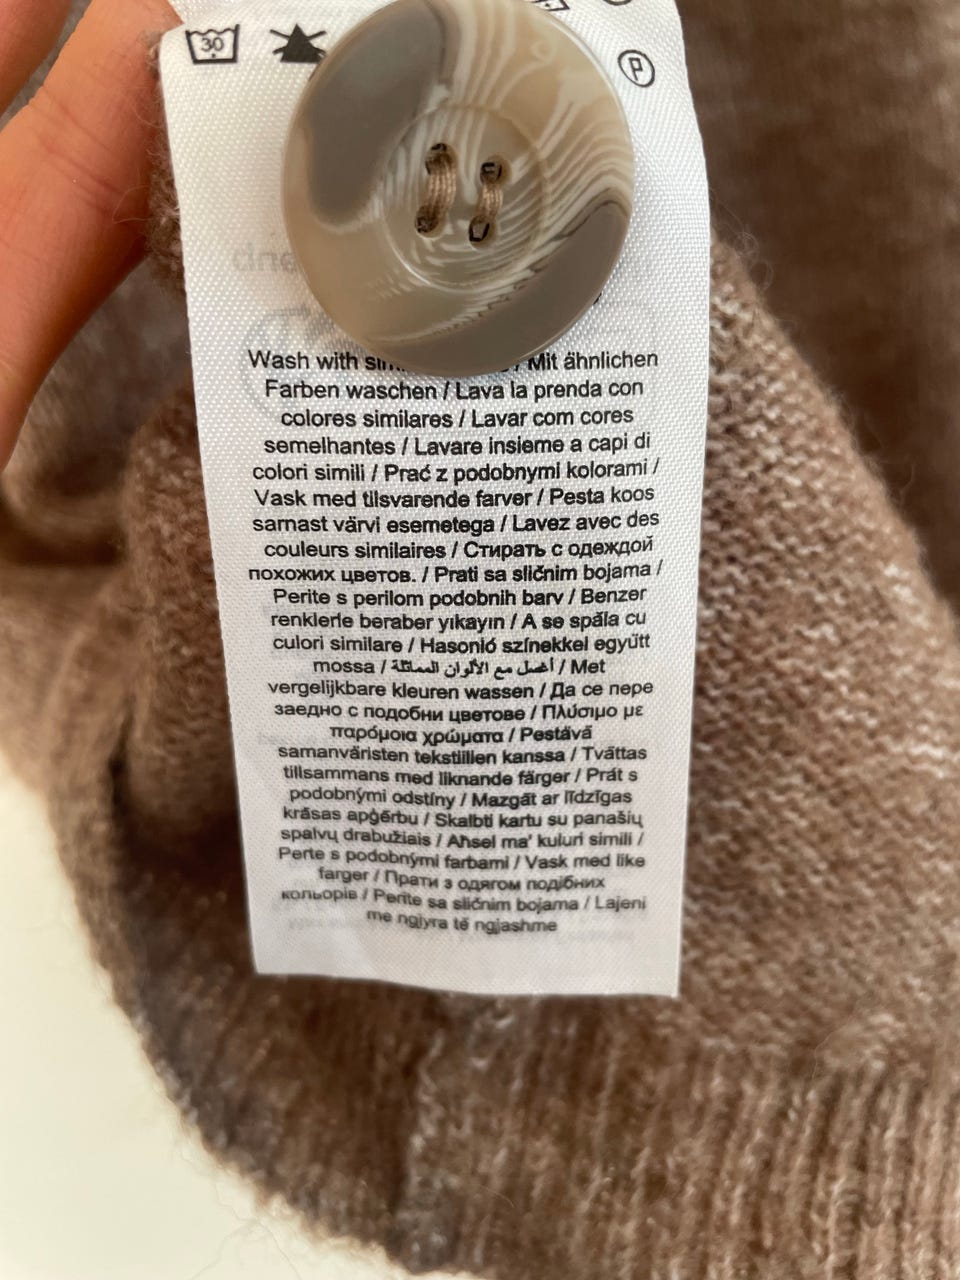 30
P
Wash with / Mit ähnlichen
Farben waschen / Lava la prenda con
colores similares / Lavar com cores
semelhantes / Lavare insieme a capi di
colori simili / Prać z podobnymi kolorami /
Vask med tilsvarende farver / Pesta koos
sarnast värvi esemetega / Lavez avec des
couleurs similaires / Стирать с одеждой
похожих цветов. / Prati sa sličnim bojama /
Perite s perilom podobnih barv / Benzer
renklerle beraber yıkayın / A se spăla cu
culori similare / Hasonló színekkel együtt
mossa / أغسل مع الألوان المماثلة / Met
vergelijkbare kleuren wassen / Да се пере
заедно с подобни цветове / Πλύσιμο με
παρόμοια χρώματα / Pestävä
samanväristen tekstiilien kanssa / Tvättas
tillsammans med liknande färger / Prát s
podobnými odstíny / Mazgāt ar līdzīgas
krāsas apģērbu / Skalbti kartu su panašių
spalvų drabužiais / Aħsel ma' kuluri simili /
Perte s podobnými farbami / Vask med like
farger / Прати з одягом подібних
кольорів / Perite sa sličnim bojama / Lajeni
me ngjyra të ngjashme